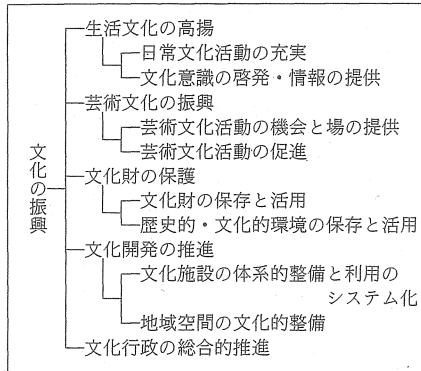 文化の振興
生活文化の高揚
日常文化活動の充実
文化意識の啓発・情報の提供
芸術文化の振興
芸術文化活動の機会と場の提供
芸術文化活動の促進
文化財の保護
文化財の保存と活用
歴史的・文化的環境の保存と活用
文化開発の推進
文化施設の体系的整備と利用の
システム化
地域空間の文化的整備
文化行政の総合的推進